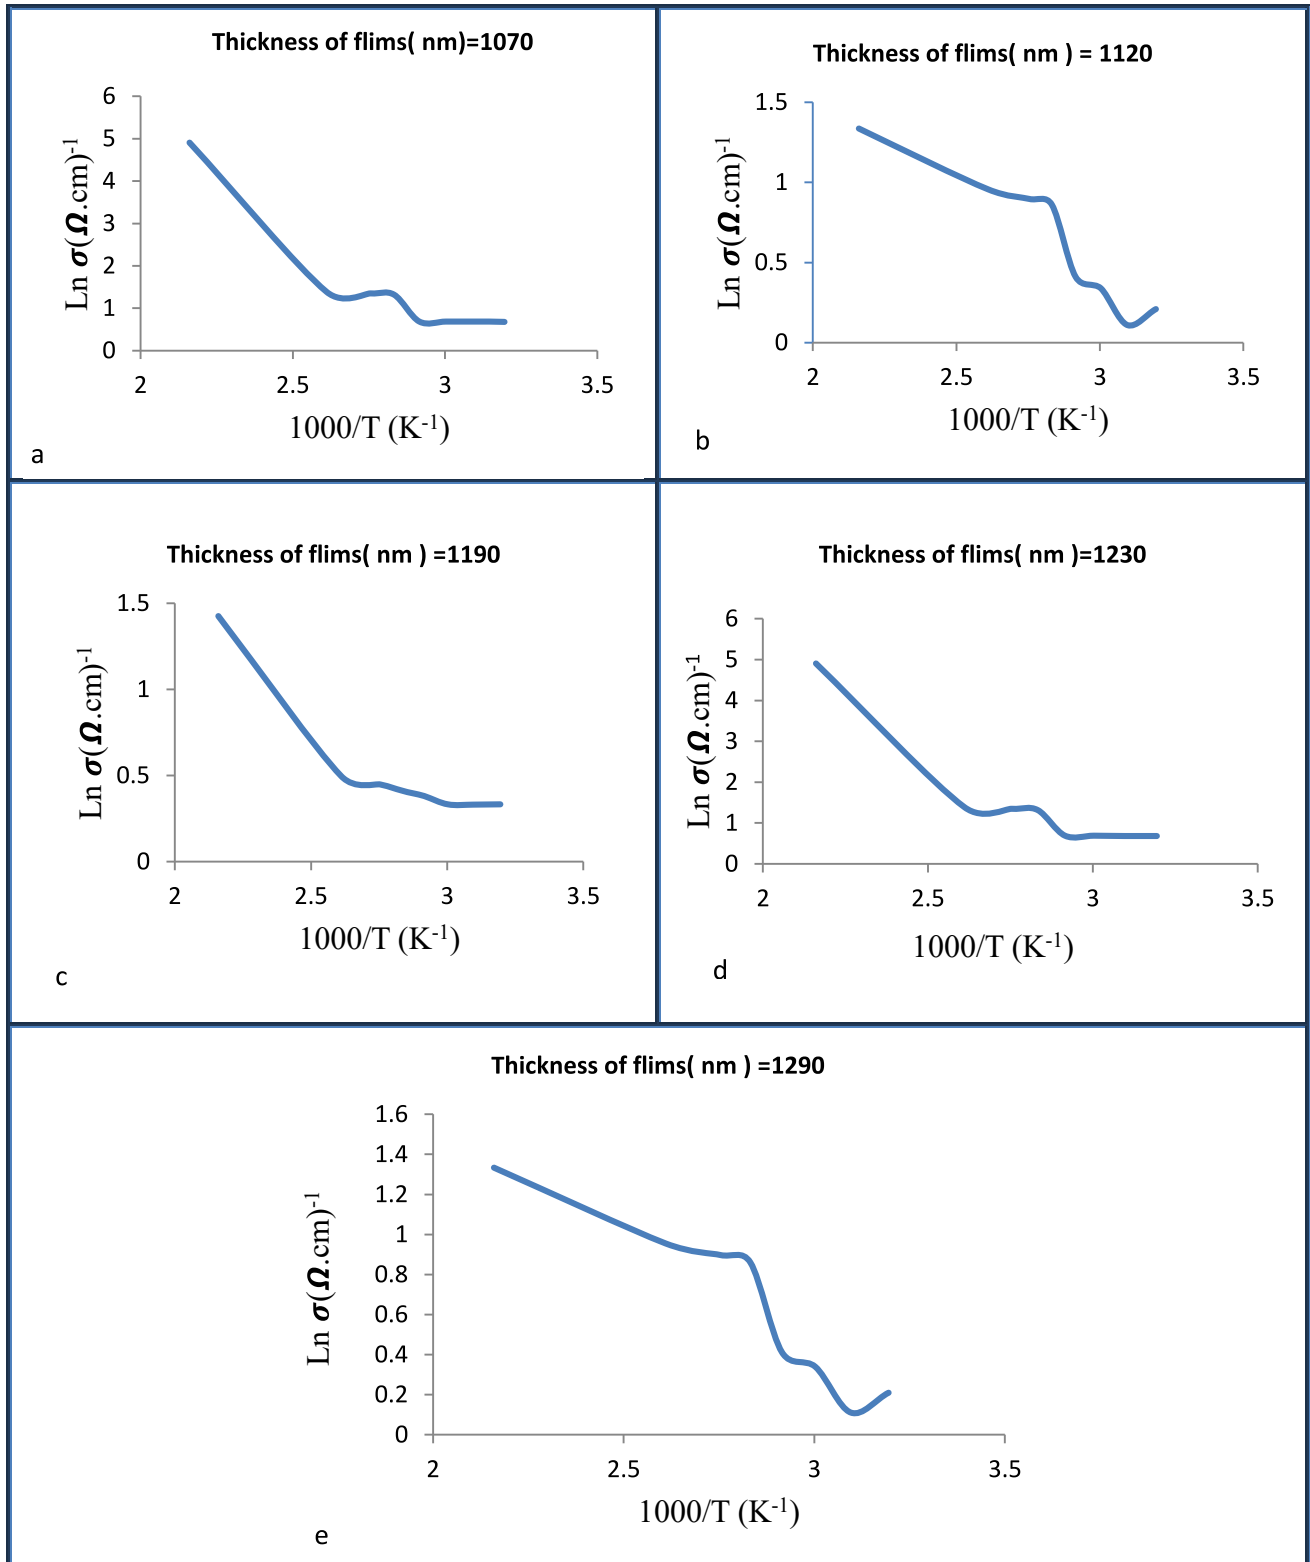 Thickness of flims( nm)=1070
6
5
4
3
2
1
0
2 2.5 3 3.5
Ln σ(Ω.cm)⁻¹
1000/T (K⁻¹)
a
Thickness of flims( nm ) = 1120
1.5
1
0.5
0
2 2.5 3 3.5
Ln σ(Ω.cm)⁻¹
1000/T (K⁻¹)
b
Thickness of flims( nm ) =1190
1.5
1
0.5
0
2 2.5 3 3.5
Ln σ(Ω.cm)⁻¹
1000/T (K⁻¹)
c
Thickness of flims( nm )=1230
6
5
4
3
2
1
0
2 2.5 3 3.5
Ln σ(Ω.cm)⁻¹
1000/T (K⁻¹)
d
Thickness of flims( nm ) =1290
1.6
1.4
1.2
1
0.8
0.6
0.4
0.2
0
2 2.5 3 3.5
Ln σ(Ω.cm)⁻¹
1000/T (K⁻¹)
e